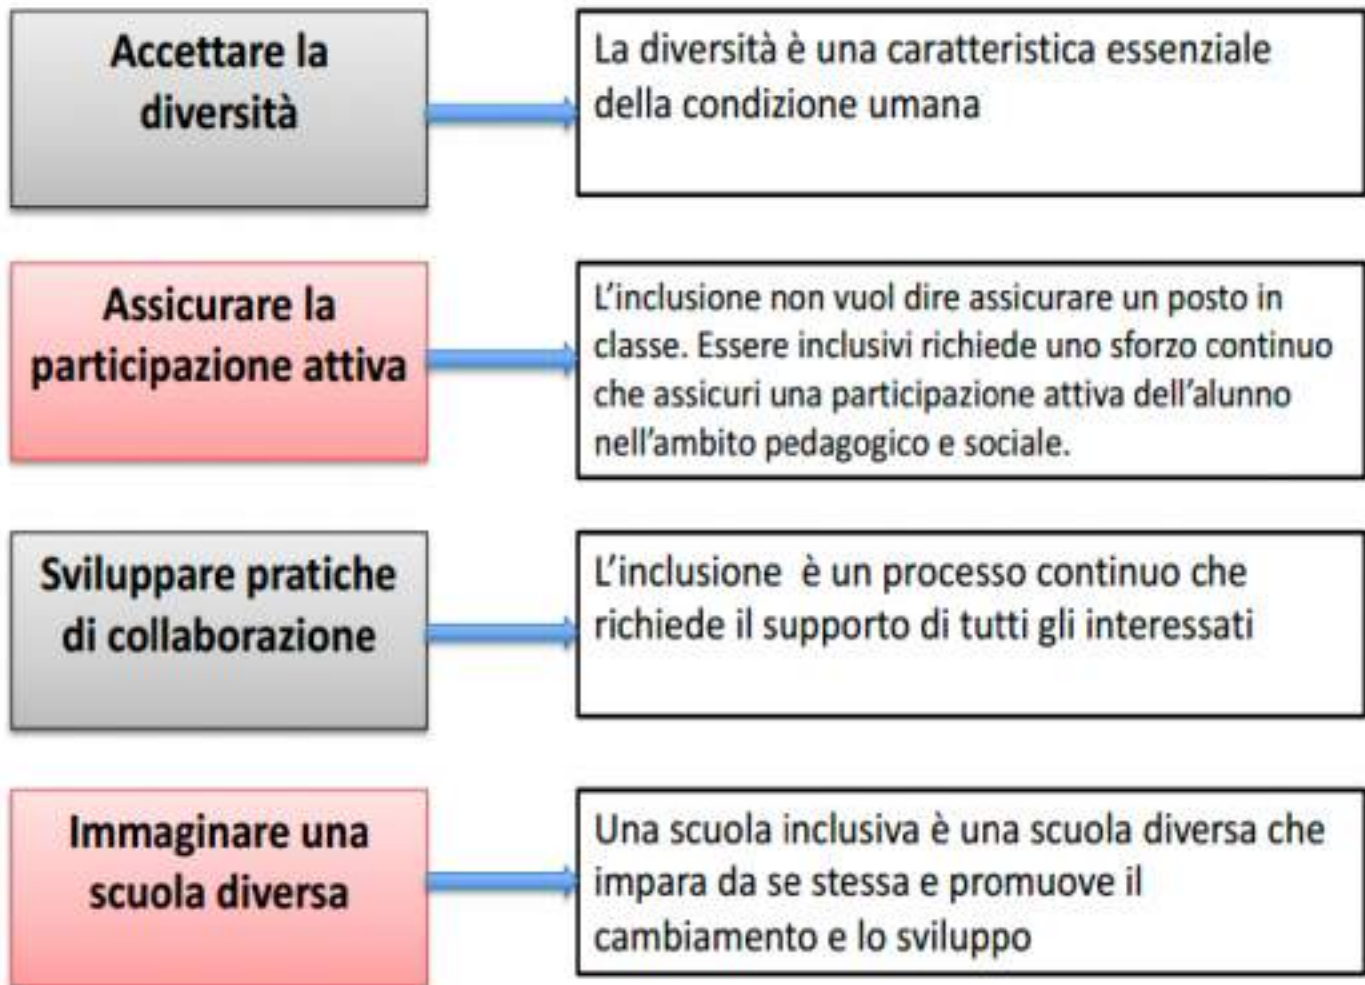 Accettare la
diversità
La diversità è una caratteristica essenziale
della condizione umana
Assicurare la
participazione attiva
L'inclusione non vuol dire assicurare un posto in
classe. Essere inclusivi richiede uno sforzo continuo
che assicuri una participazione attiva dell'alunno
nell'ambito pedagogico e sociale.
Sviluppare pratiche
di collaborazione
L'inclusione è un processo continuo che
richiede il supporto di tutti gli interessati
Immaginare una
scuola diversa
Una scuola inclusiva è una scuola diversa che
impara da se stessa e promuove il
cambiamento e lo sviluppo